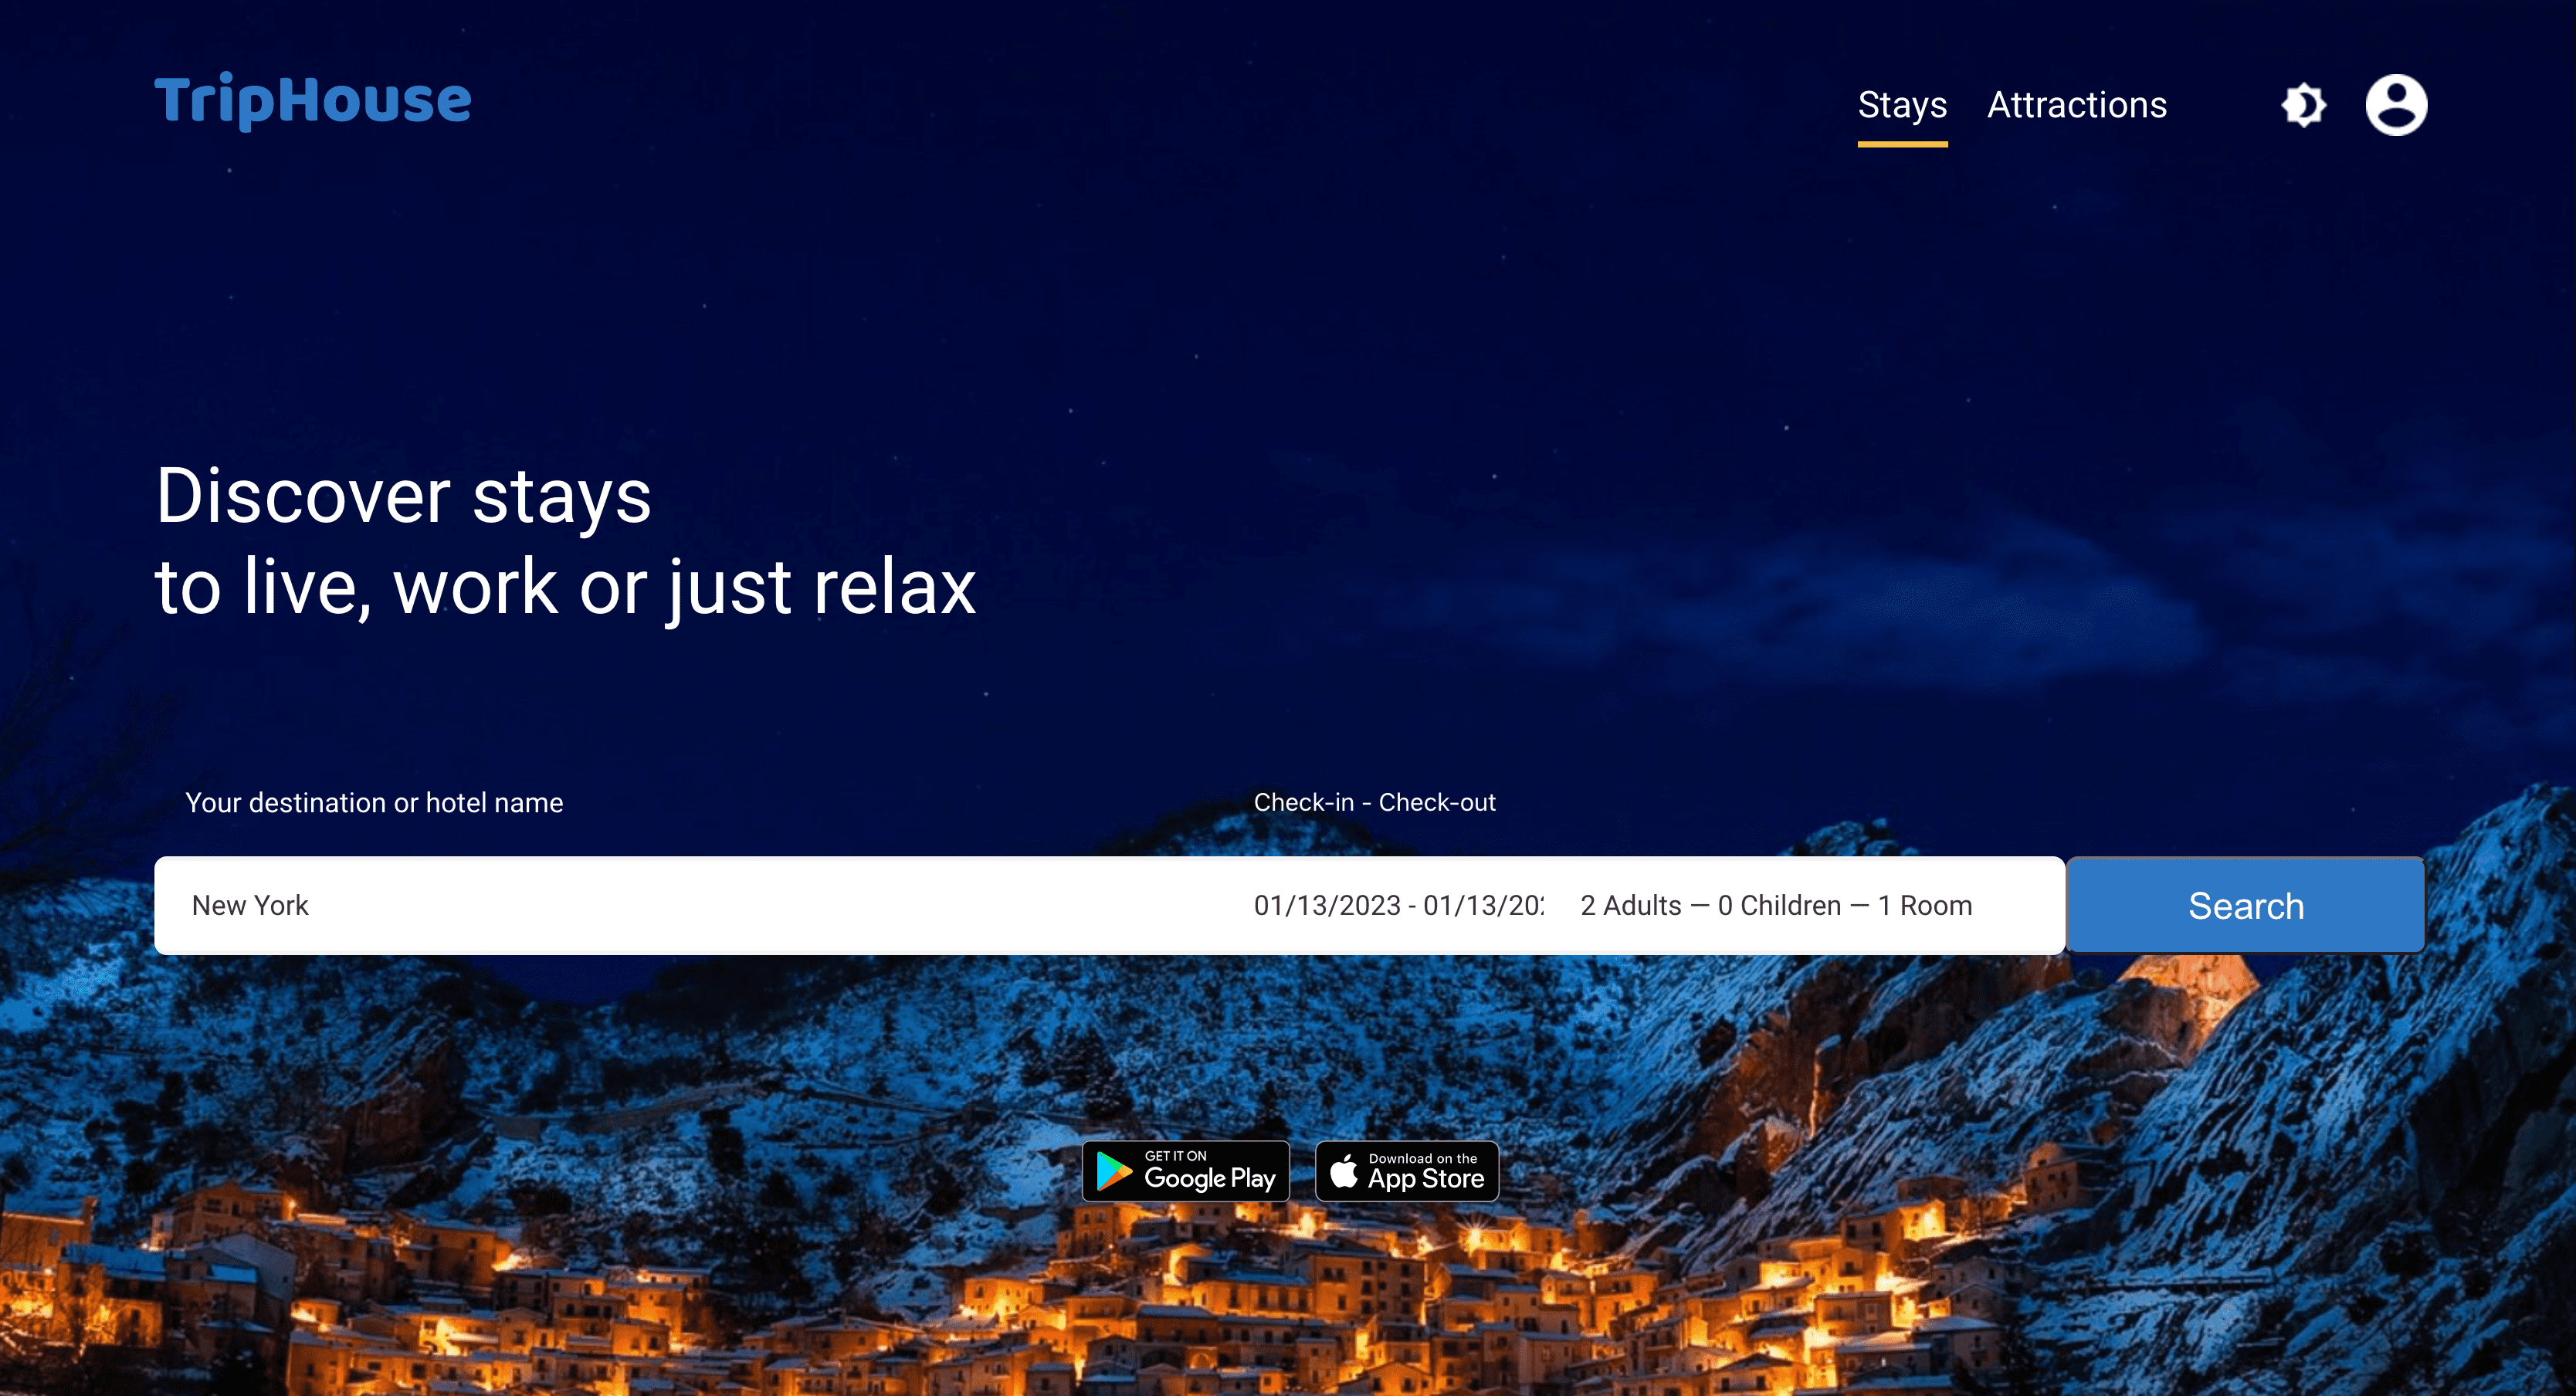 TripHouse
Stays
Attractions
Discover stays
to live, work or just relax
Your destination or hotel name
Check-in - Check-out
New York
01/13/2023 - 01/13/20
2 Adults — 0 Children — 1 Room
Search
GET IT ON
Google Play
Download on the
App Store